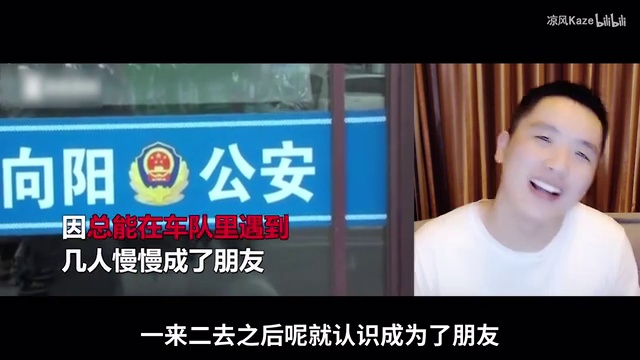 凉风Kaze bilibili
向阳 公安
因总能在车队里遇到
几人慢慢成了朋友
一来二去之后呢就认识成为了朋友